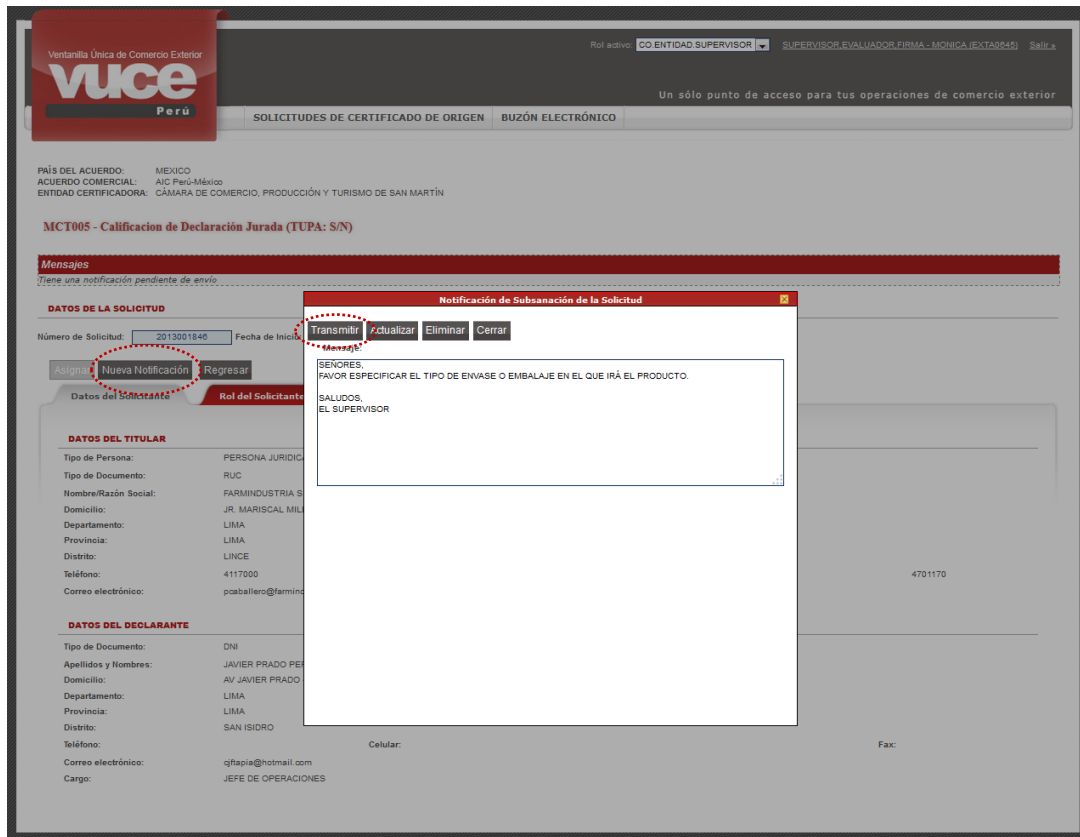 Ventanilla Única de Comercio Exterior
vuce
Perú
Rol activo: CO.ENTIDAD.SUPERVISOR SUPERVISOR,EVALUADOR,FIRMA - MONICA (EXTA0645) Salir »
Un sólo punto de acceso para tus operaciones de comercio exterior
SOLICITUDES DE CERTIFICADO DE ORIGEN BUZÓN ELECTRÓNICO
PAÍS DEL ACUERDO: MEXICO
ACUERDO COMERCIAL: AIC Perú-México
ENTIDAD CERTIFICADORA: CÁMARA DE COMERCIO, PRODUCCIÓN Y TURISMO DE SAN MARTÍN
MCT005 - Calificacion de Declaración Jurada (TUPA: S/N)
Mensajes
Tiene una notificación pendiente de envío
DATOS DE LA SOLICITUD
Número de Solicitud: 2013001846 Fecha de Inicio
Asignar Nueva Notificación Regresar
Datos del Solicitante Rol del Solicitante
Notificación de Subsanación de la Solicitud
Transmitir Actualizar Eliminar Cerrar
Mensaje:
SEÑORES,
FAVOR ESPECIFICAR EL TIPO DE ENVASE O EMBALAJE EN EL QUE IRÁ EL PRODUCTO.
SALUDOS,
EL SUPERVISOR
DATOS DEL TITULAR
Tipo de Persona: PERSONA JURIDICA
Tipo de Documento: RUC
Nombre/Razón Social: FARMINDUSTRIA S
Domicilio: JR. MARISCAL MIL
Departamento: LIMA
Provincia: LIMA
Distrito: LINCE
Teléfono: 4117000 4701170
Correo electrónico: pcaballero@farmind
DATOS DEL DECLARANTE
Tipo de Documento: DNI
Apellidos y Nombres: JAVIER PRADO PER
Domicilio: AV JAVIER PRADO
Departamento: LIMA
Provincia: LIMA
Distrito: SAN ISIDRO
Teléfono: Celular: Fax:
Correo electrónico: cjftapia@hotmail.com
Cargo: JEFE DE OPERACIONES